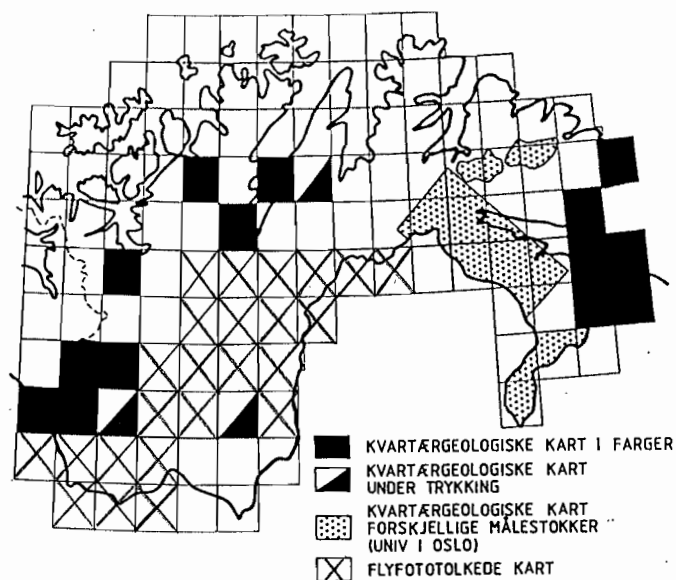 KVARTÆRGEOLOGISKE KART I FARGER
KVARTÆRGEOLOGISKE KART
UNDER TRYKKING
KVARTÆRGEOLOGISKE KART
FORSKJELLIGE MÅLESTOKKER
(UNIV I OSLO)
FLYFOTOTOLKEDE KART